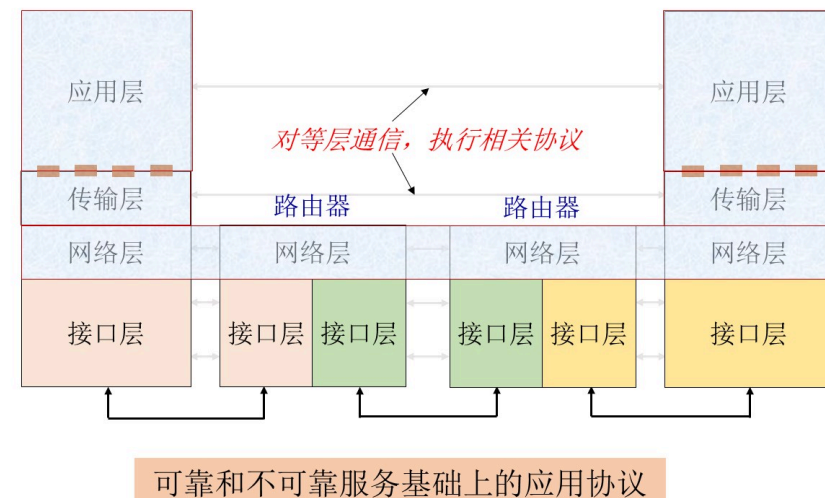 应用层
应用层
对等层通信，执行相关协议
传输层
路由器
路由器
传输层
网络层
网络层
网络层
网络层
接口层
接口层
接口层
接口层
接口层
接口层
可靠和不可靠服务基础上的应用协议